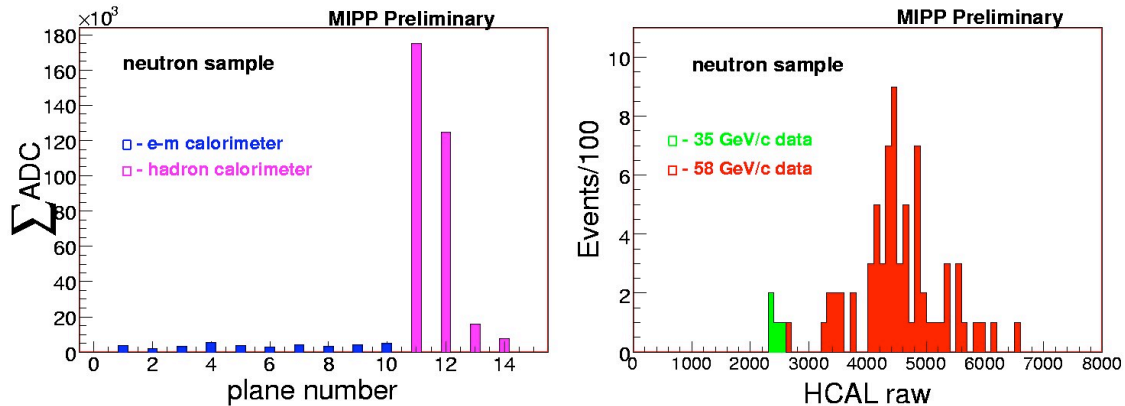 ×10³ MIPP Preliminary
neutron sample
- e-m calorimeter
- hadron calorimeter
∑ADC
180
160
140
120
100
80
60
40
20
0
0 2 4 6 8 10 12 14
plane number
MIPP Preliminary
neutron sample
- 35 GeV/c data
- 58 GeV/c data
Events/100
10
8
6
4
2
0
0 1000 2000 3000 4000 5000 6000 7000 8000
HCAL raw